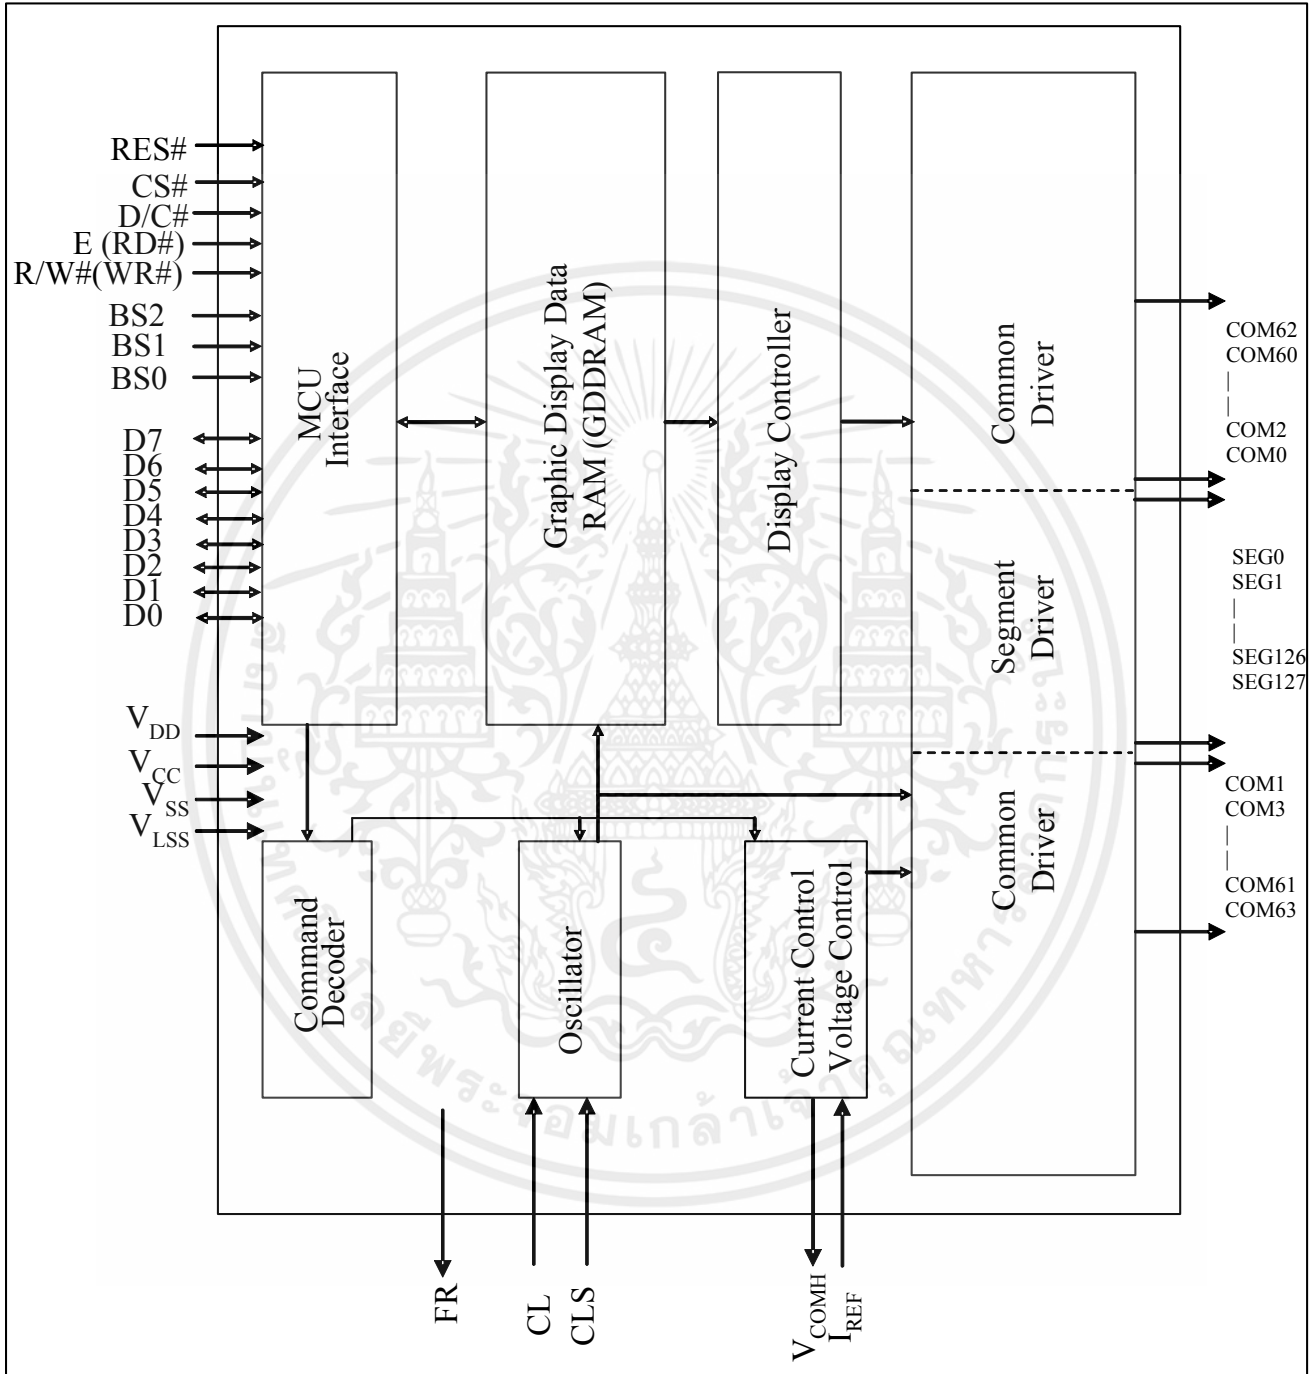 RES#
CS#
D/C#
E (RD#)
R/W#(WR#)
BS2
BS1
BS0
D7
D6
D5
D4
D3
D2
D1
D0
VDD
VCC
VSS
VLSS
MCU
Interface
Graphic Display Data
RAM (GDDRAM)
Display Controller
Common
Driver
Segment
Driver
Common
Driver
Command
Decoder
Oscillator
Current Control
Voltage Control
COM62
COM60
|
|
COM2
COM0
SEG0
SEG1
|
|
SEG126
SEG127
COM1
COM3
|
|
COM61
COM63
FR
CL
CLS
VCOMH
IREF